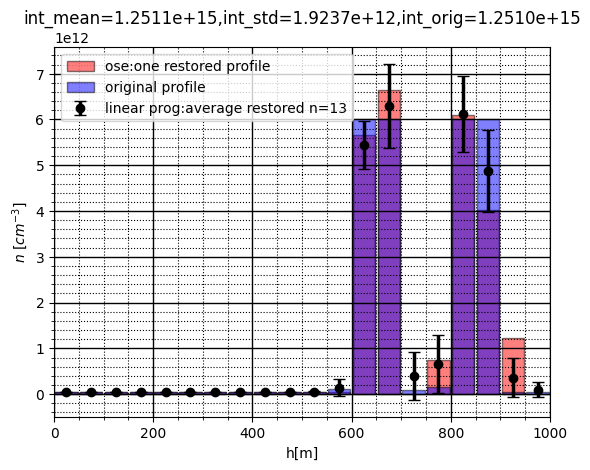 int_mean=1.2511e+15,int_std=1.9237e+12,int_orig=1.2510e+15
1e12
ose:one restored profile
original profile
linear prog:average restored n=13
7
6
5
4
3
2
1
0
n [cm⁻³]
0 200 400 600 800 1000
h[m]